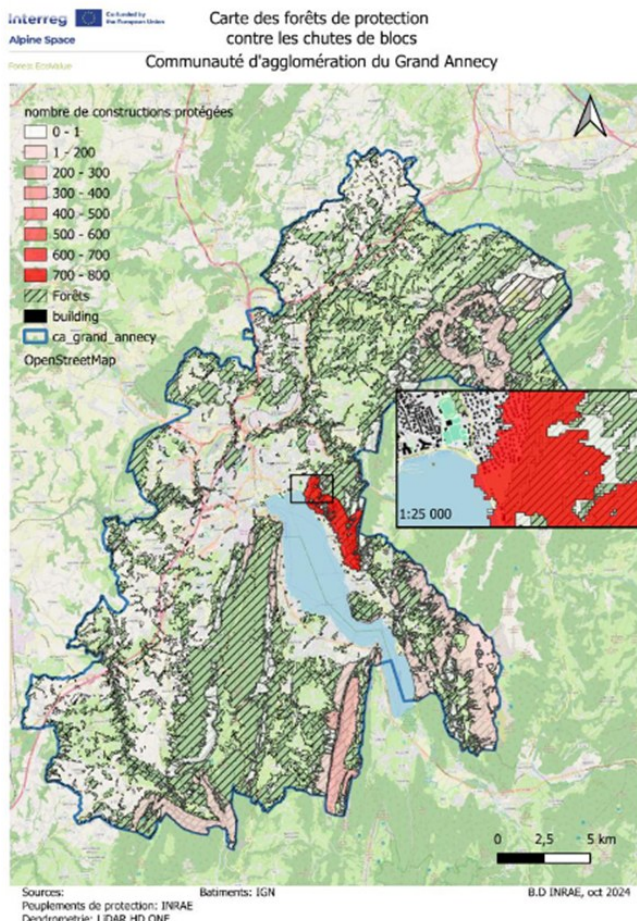 Interreg
Co-funded by
the European Union
Alpine Space
Forest EcoValue
Carte des forêts de protection
contre les chutes de blocs
Communauté d'agglomération du Grand Annecy
nombre de constructions protégées
0 - 1
1 - 200
200 - 300
300 - 400
400 - 500
500 - 600
600 - 700
700 - 800
Forêts
building
ca_grand_annecy
OpenStreetMap
1:25 000
0 2,5 5 km
Sources: Batiments: IGN B.D INRAE, oct 2024
Peuplements de protection: INRAE
Dendrometrie: LiDAR HD ONF